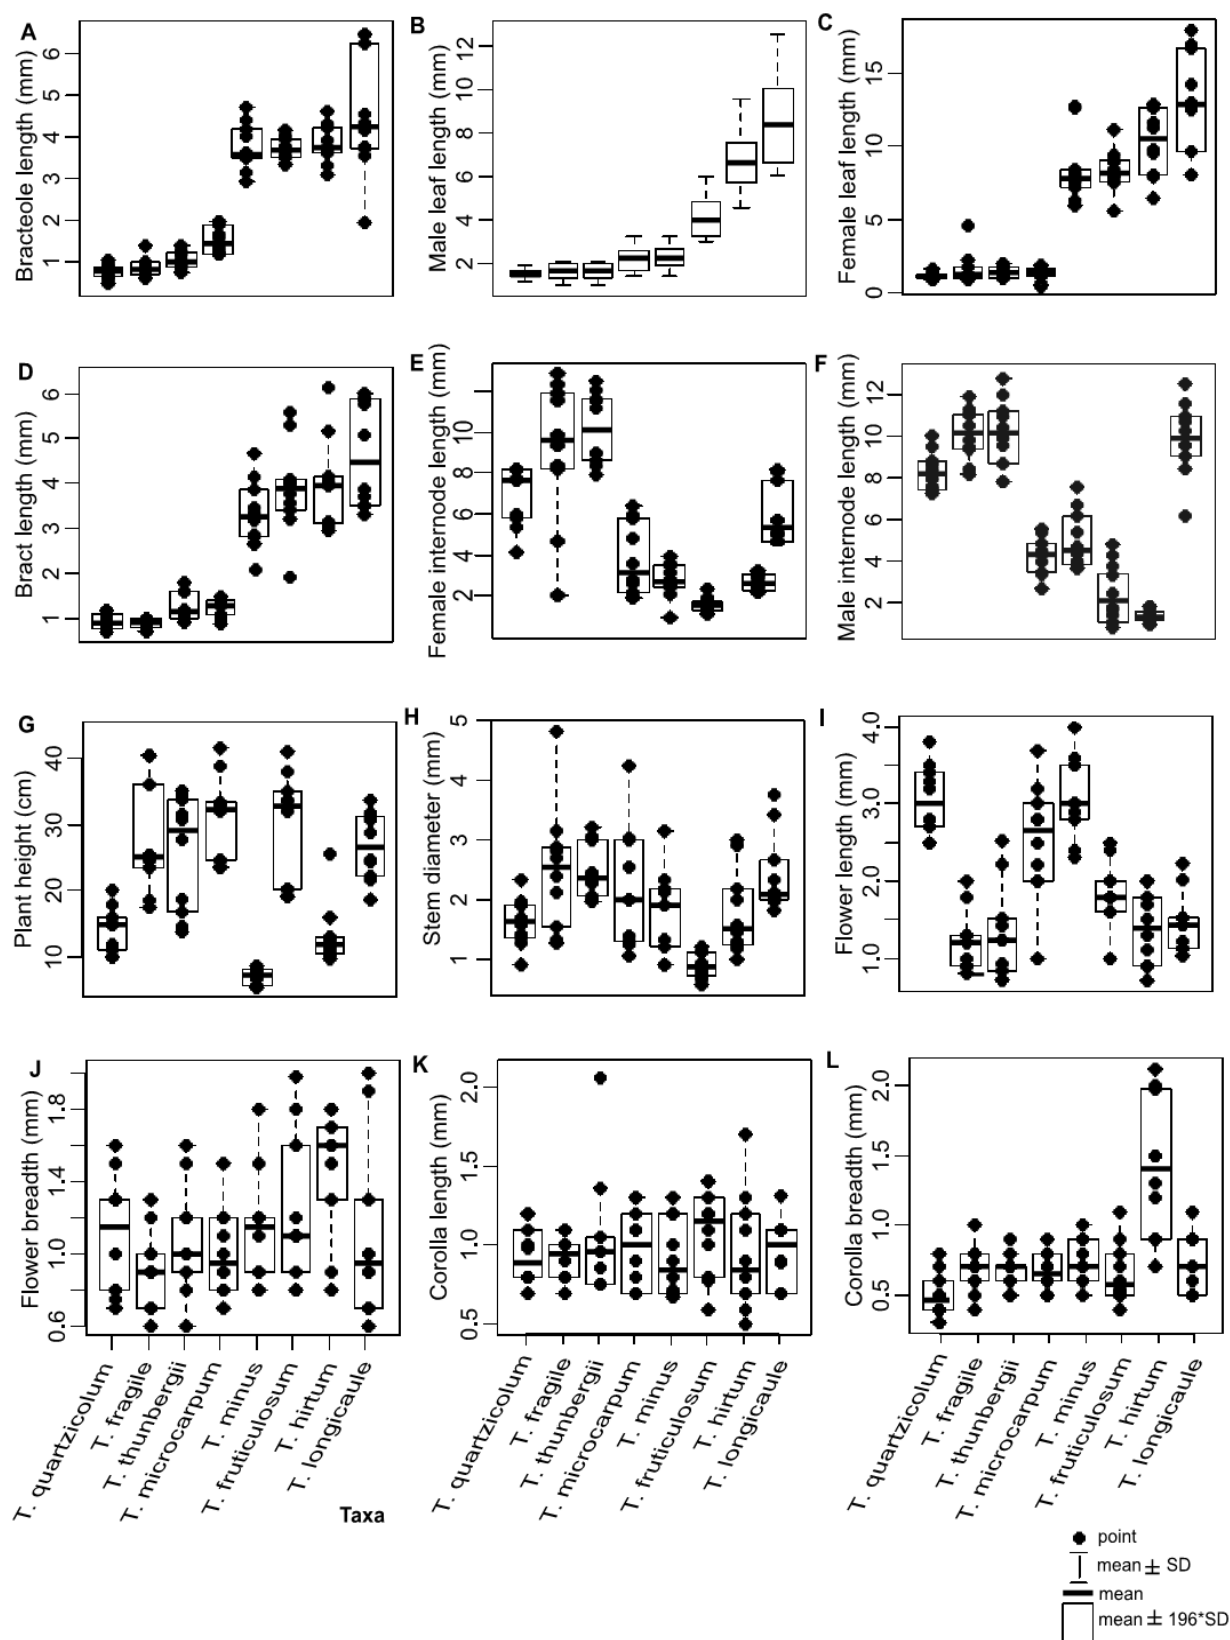 A
Bracteole length (mm)
6
5
4
3
2
1
B
Male leaf length (mm)
12
10
8
6
4
2
C
Female leaf length (mm)
15
10
5
0
D
Bract length (mm)
6
5
4
3
2
1
E
Female internode length (mm)
10
8
6
4
2
F
Male internode length (mm)
12
10
8
6
4
2
G
Plant height (cm)
40
30
20
10
H
Stem diameter (mm)
5
4
3
2
1
I
Flower length (mm)
4.0
3.0
2.0
1.0
J
Flower breadth (mm)
1.8
1.4
1.0
0.6
K
Corolla length (mm)
2.0
1.5
1.0
0.5
L
Corolla breadth (mm)
2.0
1.5
1.0
0.5
T. quartzicolum
T. fragile
T. thunbergii
T. microcarpum
T. minus
T. fruticulosum
T. hirtum
T. longicaule
T. quartzicolum
T. fragile
T. thunbergii
T. microcarpum
T. minus
T. fruticulosum
T. hirtum
T. longicaule
T. quartzicolum
T. fragile
T. thunbergii
T. microcarpum
T. minus
T. fruticulosum
T. hirtum
T. longicaule
Taxa
point
mean ± SD
mean
mean ± 196*SD